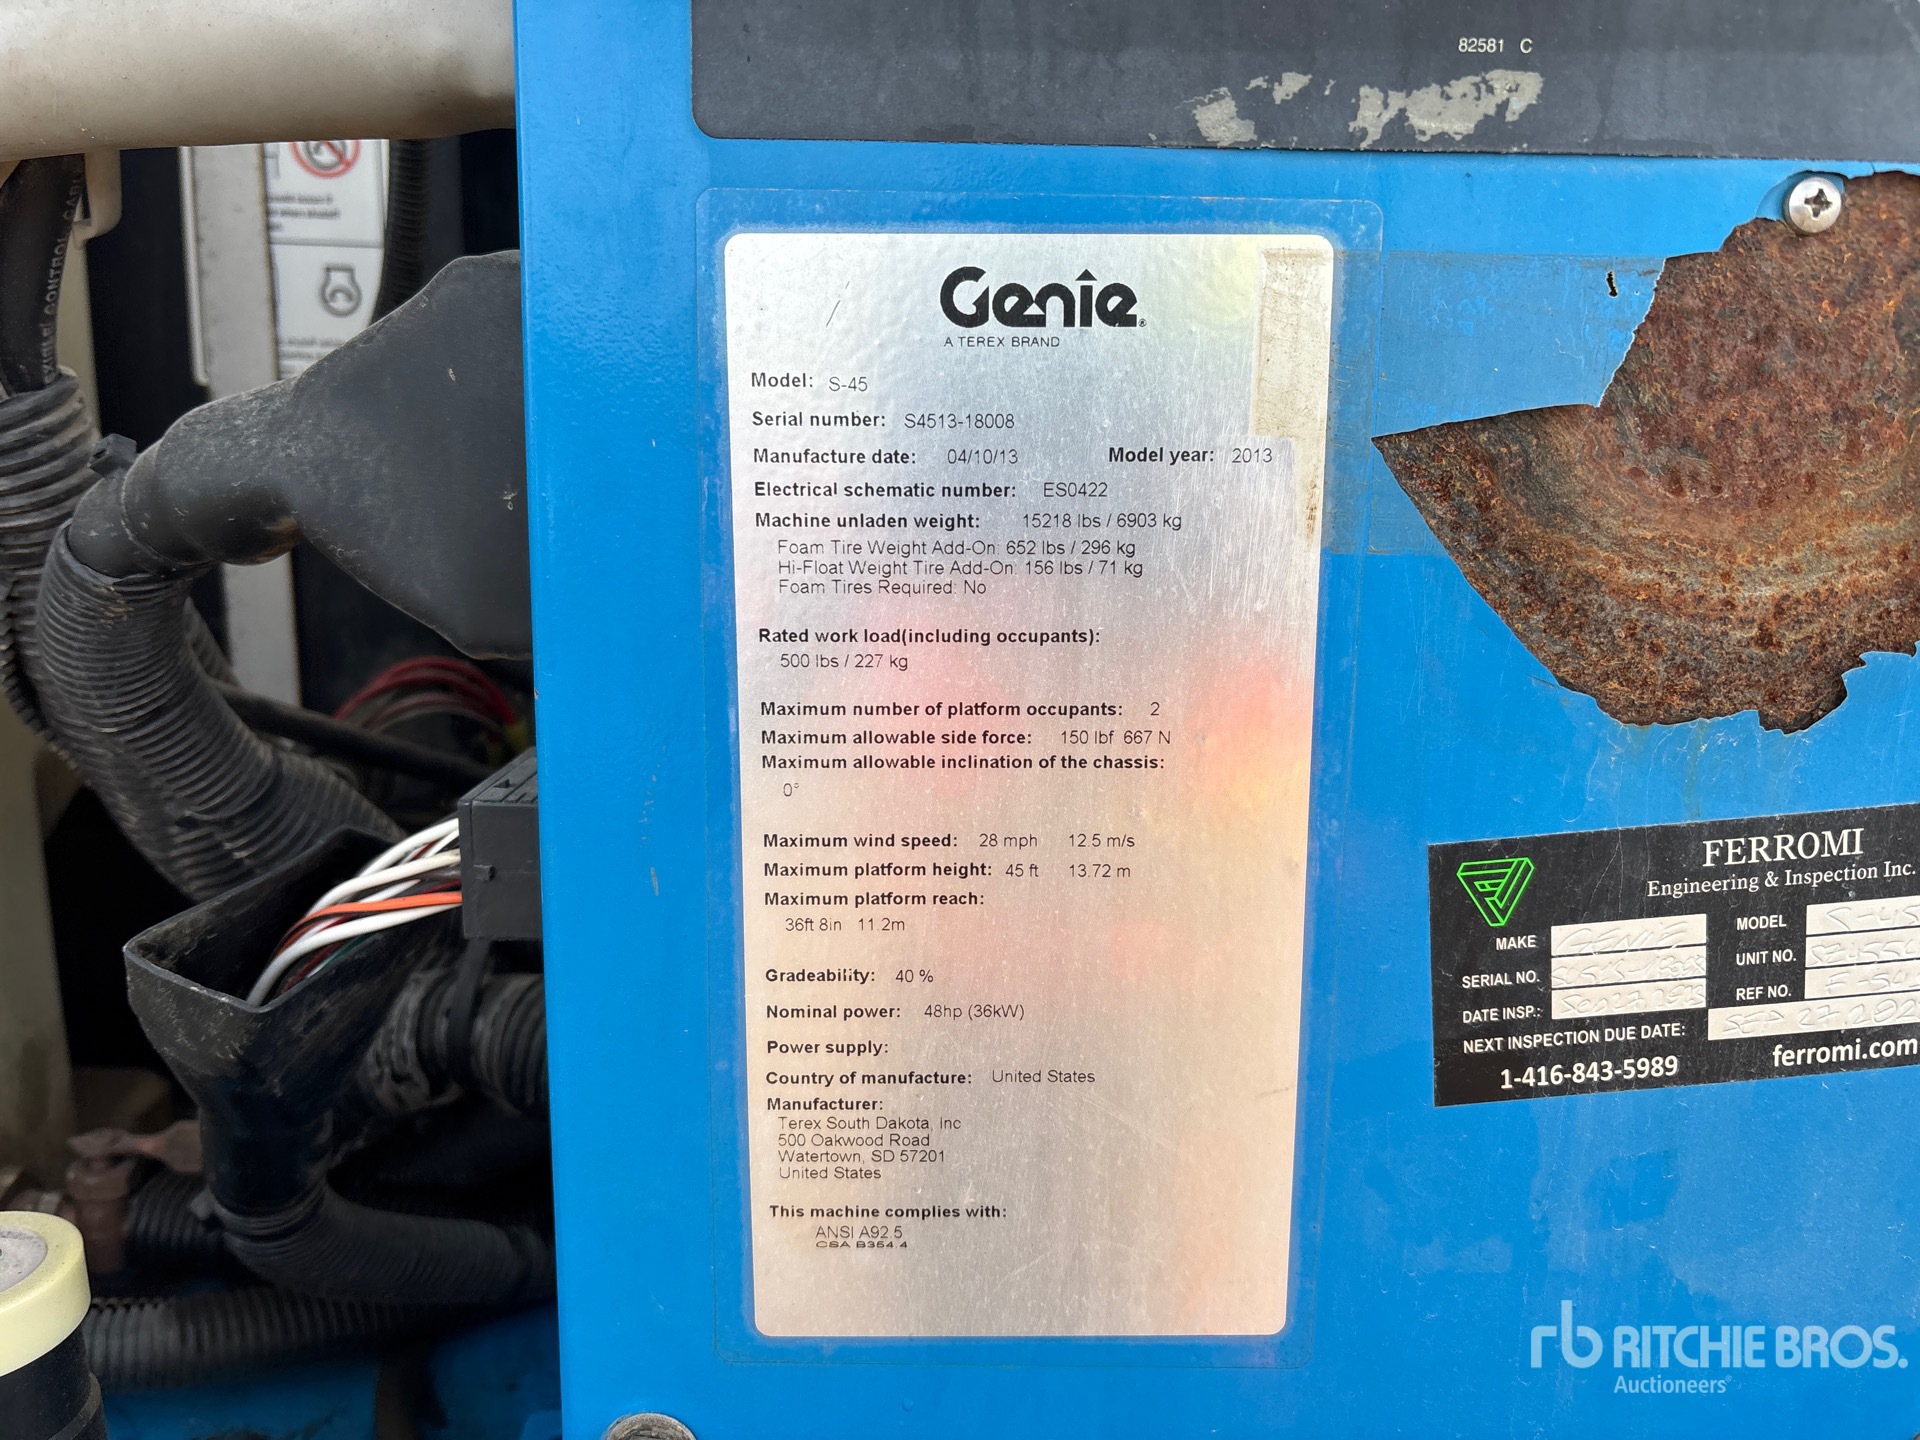 82581 C
Genie®
A TEREX BRAND
Model: S-45
Serial number: S4513-18008
Manufacture date: 04/10/13 Model year: 2013
Electrical schematic number: ES0422
Machine unladen weight: 15218 lbs / 6903 kg
Foam Tire Weight Add-On: 652 lbs / 296 kg
Hi-Float Weight Tire Add-On: 156 lbs / 71 kg
Foam Tires Required: No
Rated work load(including occupants):
500 lbs / 227 kg
Maximum number of platform occupants: 2
Maximum allowable side force: 150 lbf 667 N
Maximum allowable inclination of the chassis:
0°
Maximum wind speed: 28 mph 12.5 m/s
Maximum platform height: 45 ft 13.72 m
Maximum platform reach:
36ft 8in 11.2m
Gradeability: 40 %
Nominal power: 48hp (36kW)
Power supply:
Country of manufacture: United States
Manufacturer:
Terex South Dakota, Inc
500 Oakwood Road
Watertown, SD 57201
United States
This machine complies with:
ANSI A92.5
CSA B354.4
FERROMI
Engineering & Inspection Inc.
MAKE GENIE MODEL S-45
SERIAL NO. UNIT NO.
DATE INSP.: REF NO.
NEXT INSPECTION DUE DATE: SEP 27
1-416-843-5989 ferromi.com
rb RITCHIE BROS.
Auctioneers